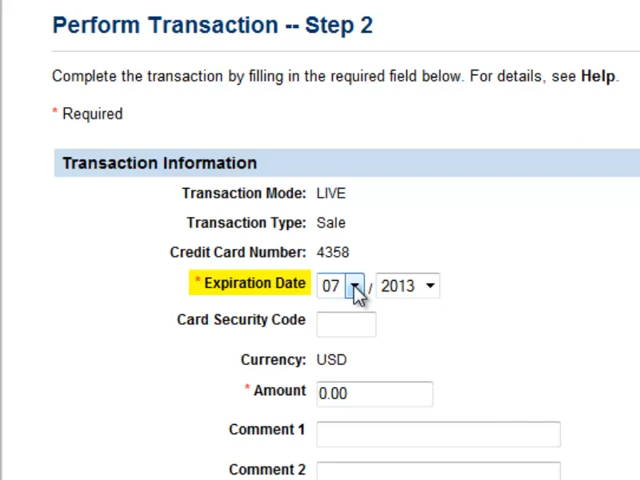 Perform Transaction -- Step 2
Complete the transaction by filling in the required field below. For details, see Help.
* Required
Transaction Information
Transaction Mode: LIVE
Transaction Type: Sale
Credit Card Number: 4358
* Expiration Date 07 / 2013
Card Security Code
Currency: USD
* Amount 0.00
Comment 1
Comment 2